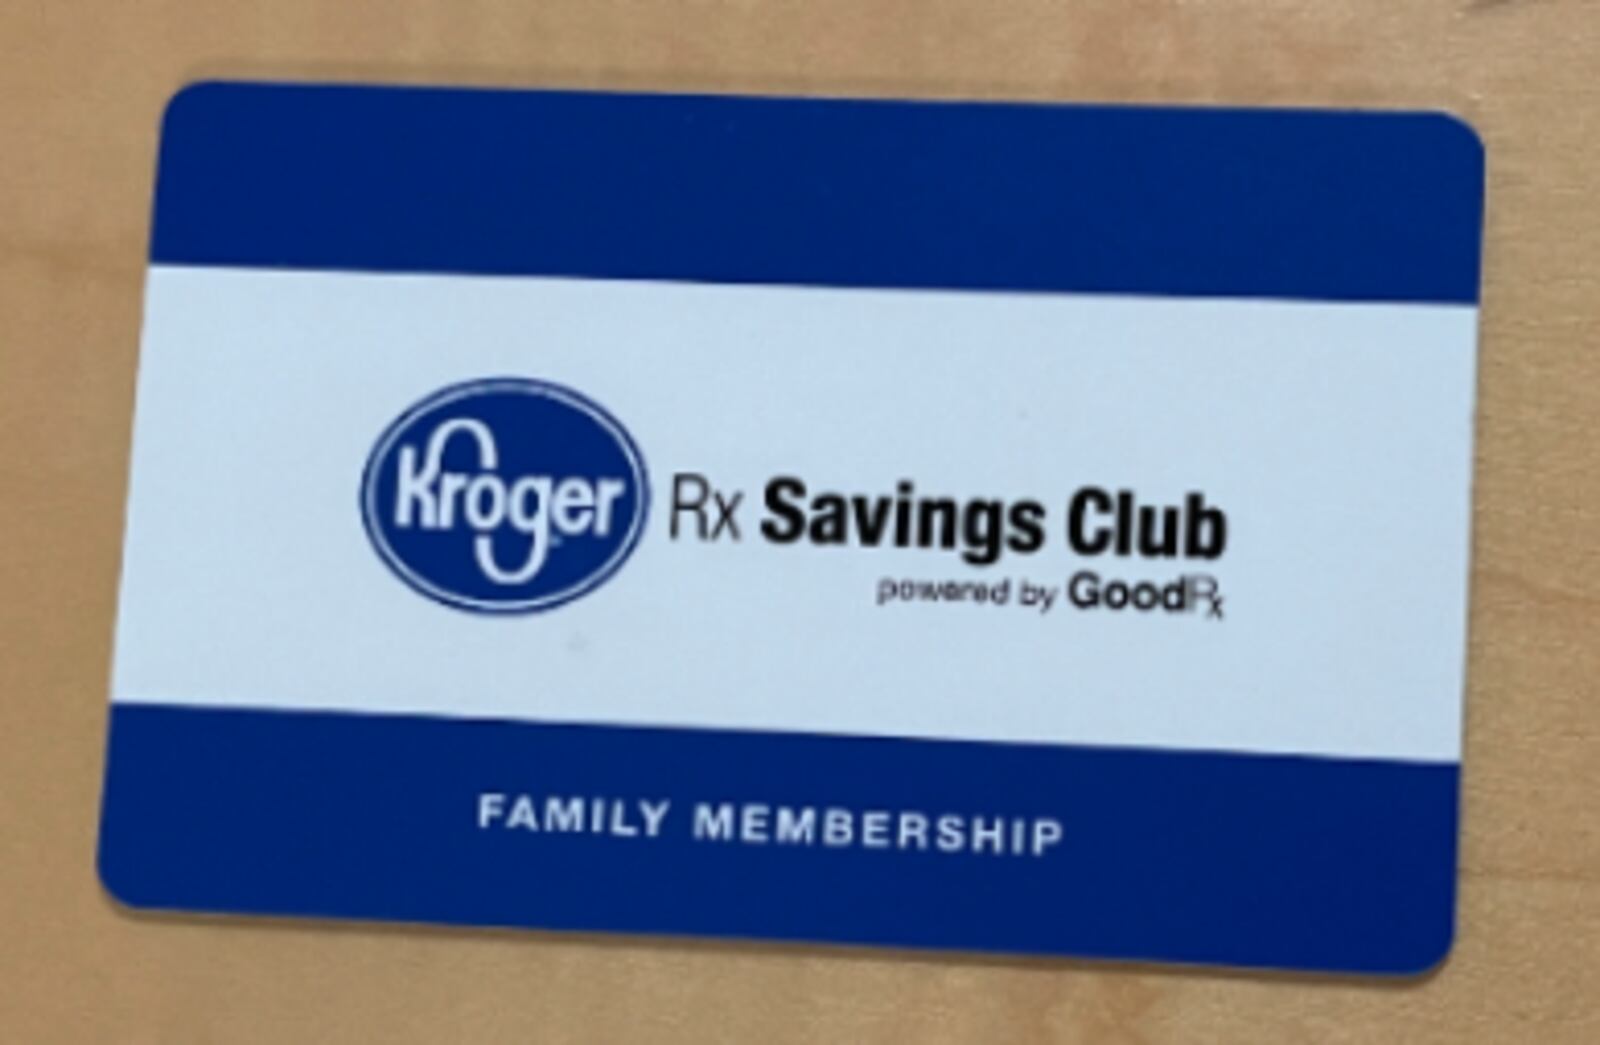 Kroger Rx Savings Club
powered by GoodRx
FAMILY MEMBERSHIP